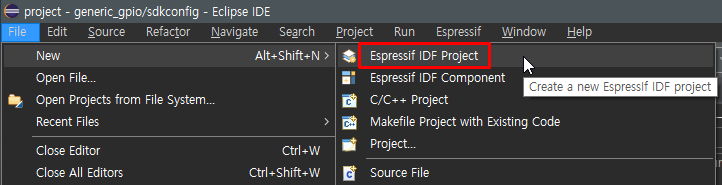 project - generic_gpio/sdkconfig - Eclipse IDE
File Edit Source Refactor Navigate Search Project Run Espressif Window Help
New Alt+Shift+N
Open File...
Open Projects from File System...
Recent Files
Close Editor Ctrl+W
Close All Editors Ctrl+Shift+W
Espressif IDF Project
Espressif IDF Component
Create a new Espressif IDF project
C/C++ Project
Makefile Project with Existing Code
Project...
Source File